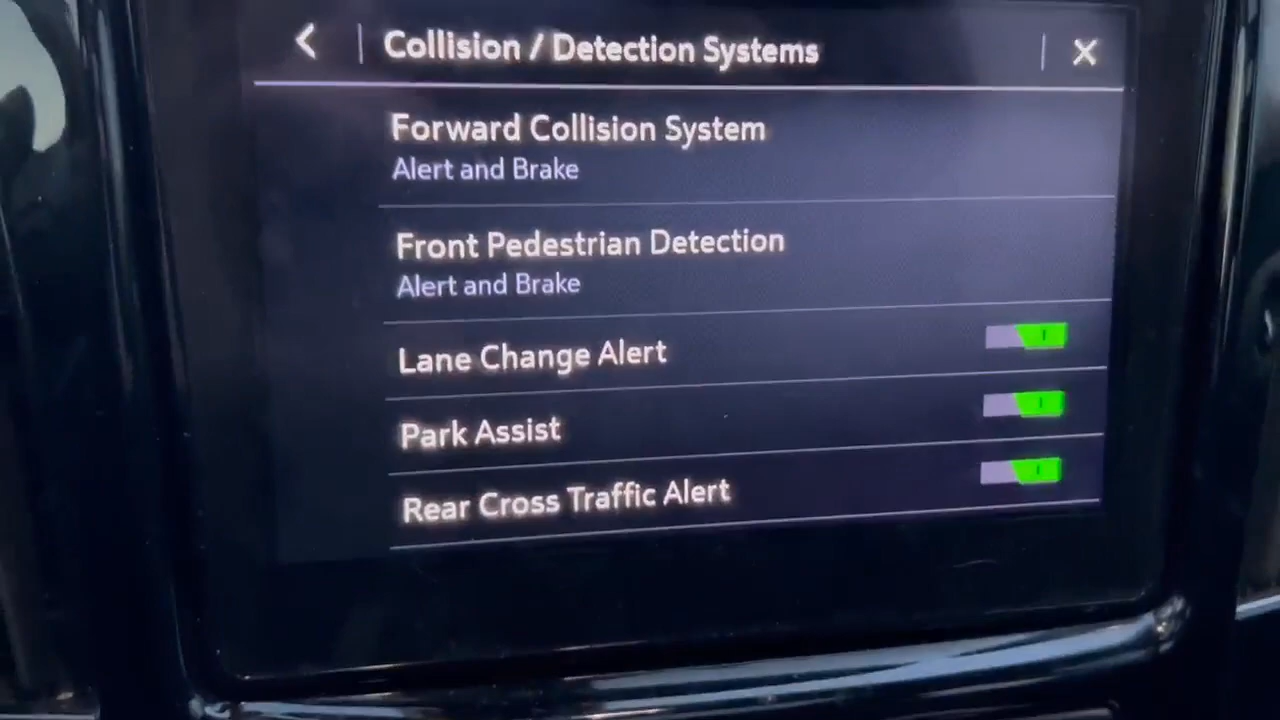 Collision / Detection Systems
Forward Collision System
Alert and Brake
Front Pedestrian Detection
Alert and Brake
Lane Change Alert
Park Assist
Rear Cross Traffic Alert